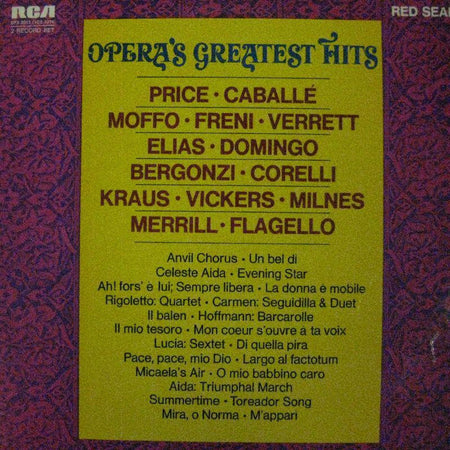 RCA
RED SEAL
2 RECORD SET
OPERA'S GREATEST HITS
PRICE • CABALLÉ
MOFFO • FRENI • VERRETT
ELIAS • DOMINGO
BERGONZI • CORELLI
KRAUS • VICKERS • MILNES
MERRILL • FLAGELLO
Anvil Chorus • Un bel di
Celeste Aida • Evening Star
Ah! fors' è lui; Sempre libera • La donna è mobile
Rigoletto: Quartet • Carmen: Seguidilla & Duet
Il balen • Hoffmann: Barcarolle
Il mio tesoro • Mon coeur s'ouvre à ta voix
Lucia: Sextet • Di quella pira
Pace, pace, mio Dio • Largo al factotum
Micaela's Air • O mio babbino caro
Aida: Triumphal March
Summertime • Toreador Song
Mira, o Norma • M'appari